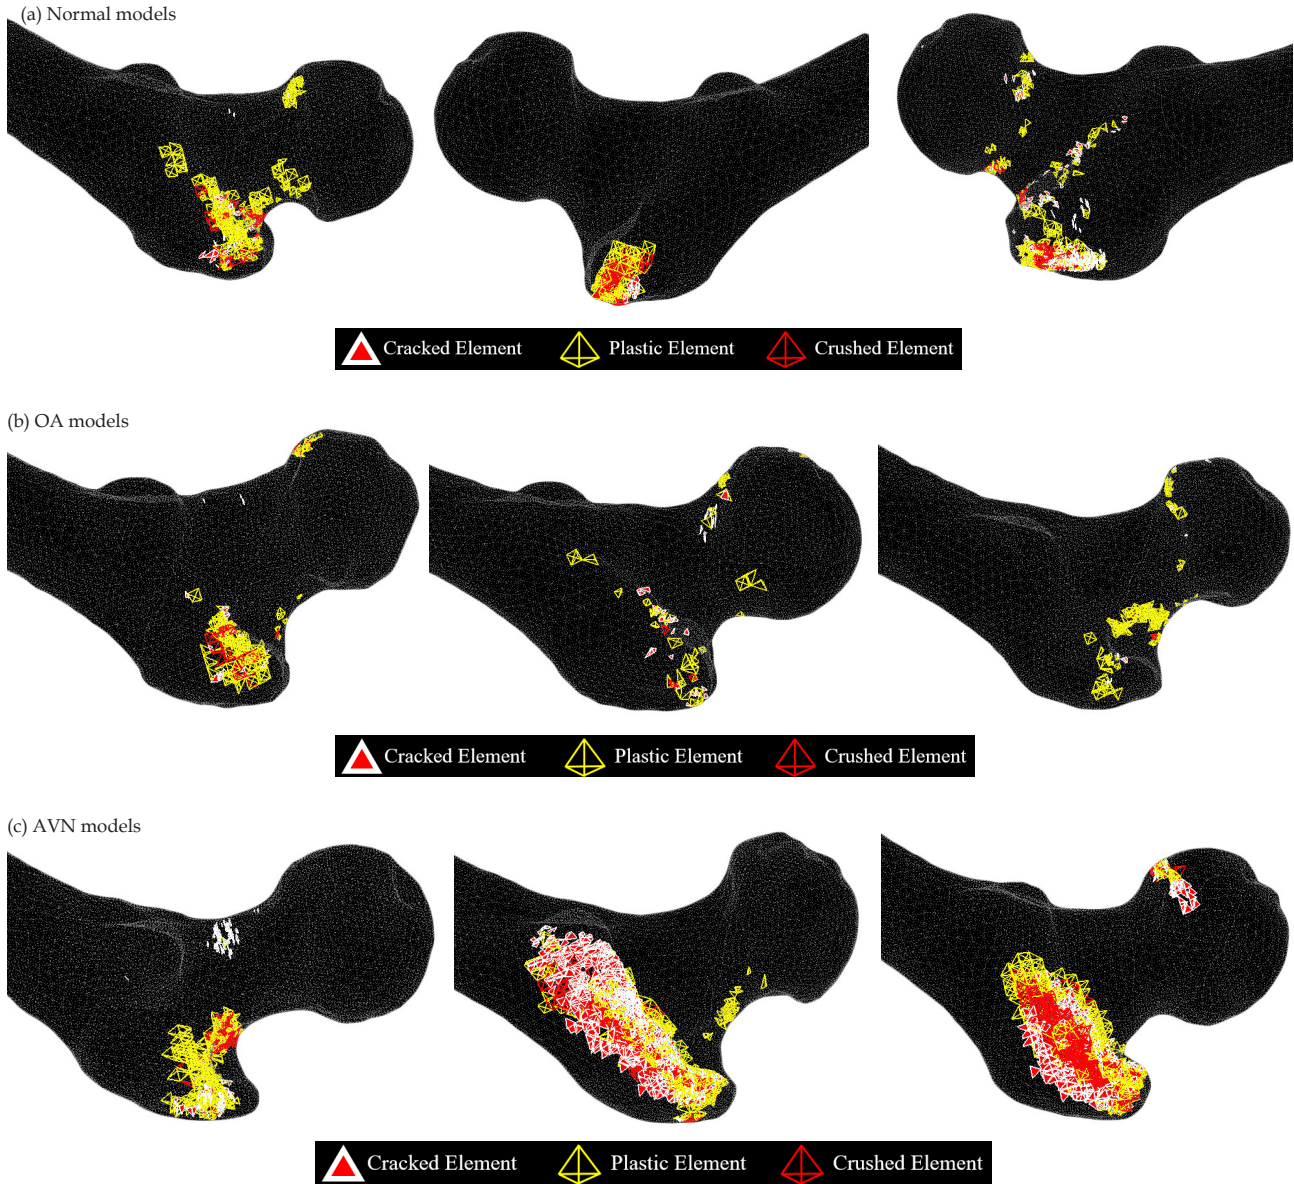 (a) Normal models
Cracked Element Plastic Element Crushed Element
(b) OA models
Cracked Element Plastic Element Crushed Element
(c) AVN models
Cracked Element Plastic Element Crushed Element